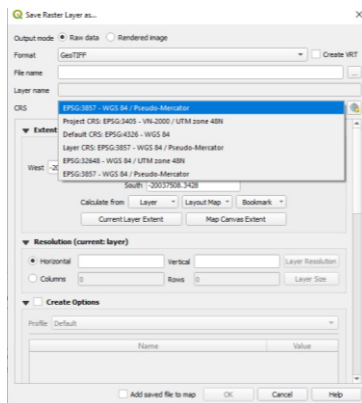 Save Raster Layer as...
Output mode Raw data Rendered image
Format GeoTIFF Create VRT
File name ...
Layer name
CRS EPSG:3857 - WGS 84 / Pseudo-Mercator
Project CRS: EPSG:3405 - VN-2000 / UTM zone 48N
Default CRS: EPSG:4326 - WGS 84
Layer CRS: EPSG:3857 - WGS 84 / Pseudo-Mercator
EPSG:32648 - WGS 84 / UTM zone 48N
EPSG:3857 - WGS 84 / Pseudo-Mercator
Extent
West
South -20037508.3428
Calculate from Layer Layout Map Bookmark
Current Layer Extent Map Canvas Extent
Resolution (current: layer)
Horizontal Vertical Layer Resolution
Columns 0 Rows 0 Layer Size
Create Options
Profile Default
Name Value
Add saved file to map OK Cancel Help